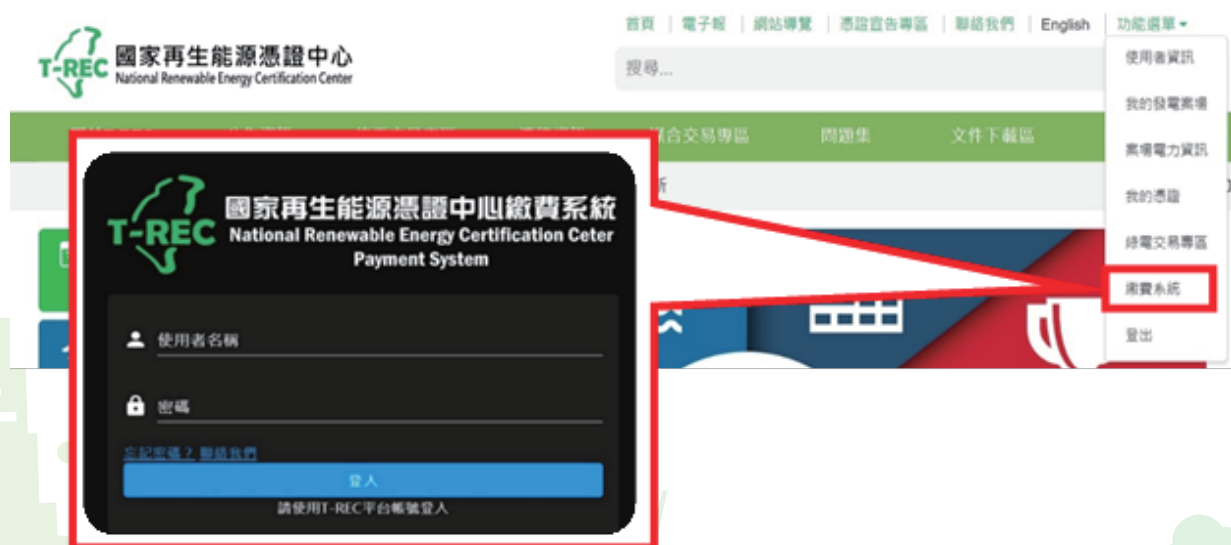 首頁 | 電子報 | 網站導覽 | 憑證宣告專區 | 聯絡我們 | English | 功能選單
T-REC 國家再生能源憑證中心
National Renewable Energy Certification Center
搜尋...
使用者資訊
我的發電案場
案場電力資訊
我的憑證
綠電交易專區
繳費系統
登出
合交易專區 問題集 文件下載區
T-REC 國家再生能源憑證中心繳費系統
National Renewable Energy Certification Ceter
Payment System
使用者名稱
密碼
忘記密碼? 聯絡我們
登入
請使用T-REC平台帳號登入